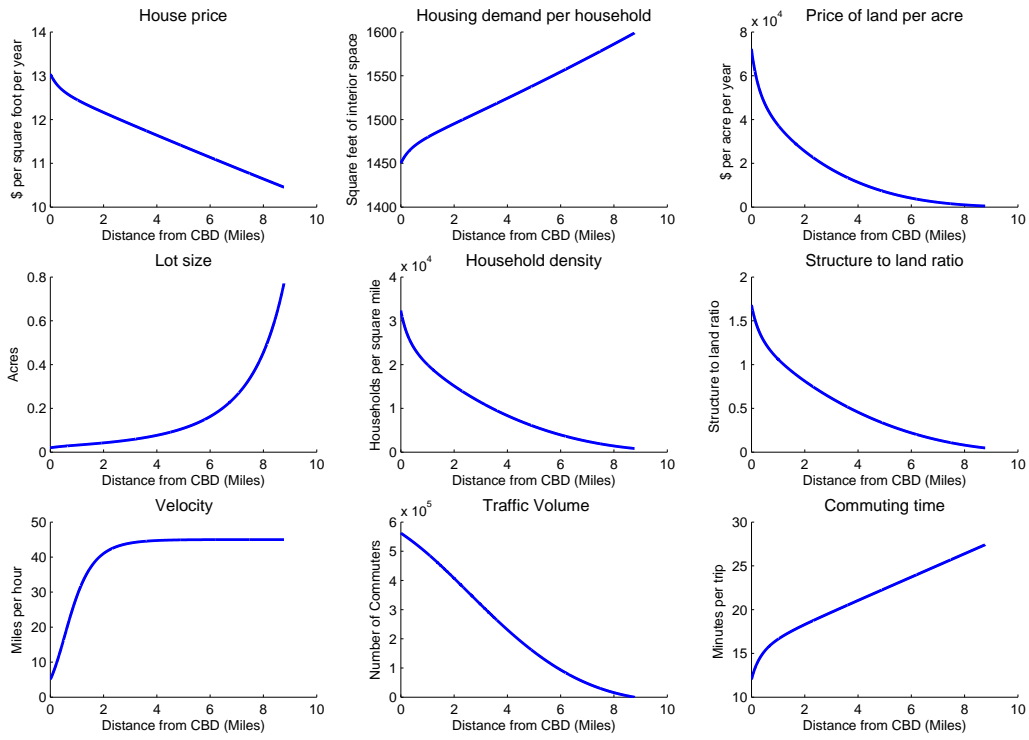 House price
$ per square foot per year
14
13
12
11
10
0 2 4 6 8 10
Distance from CBD (Miles)
Housing demand per household
Square feet of interior space
1600
1550
1500
1450
1400
0 2 4 6 8 10
Distance from CBD (Miles)
Price of land per acre
x 10^4
$ per acre per year
8
6
4
2
0
0 2 4 6 8 10
Distance from CBD (Miles)
Lot size
Acres
0.8
0.6
0.4
0.2
0
0 2 4 6 8 10
Distance from CBD (Miles)
Household density
x 10^4
Households per square mile
4
3
2
1
0
0 2 4 6 8 10
Distance from CBD (Miles)
Structure to land ratio
Structure to land ratio
2
1.5
1
0.5
0
0 2 4 6 8 10
Distance from CBD (Miles)
Velocity
Miles per hour
50
40
30
20
10
0
0 2 4 6 8 10
Distance from CBD (Miles)
Traffic Volume
x 10^5
Number of Commuters
6
5
4
3
2
1
0
0 2 4 6 8 10
Distance from CBD (Miles)
Commuting time
Minutes per trip
30
25
20
15
10
0 2 4 6 8 10
Distance from CBD (Miles)